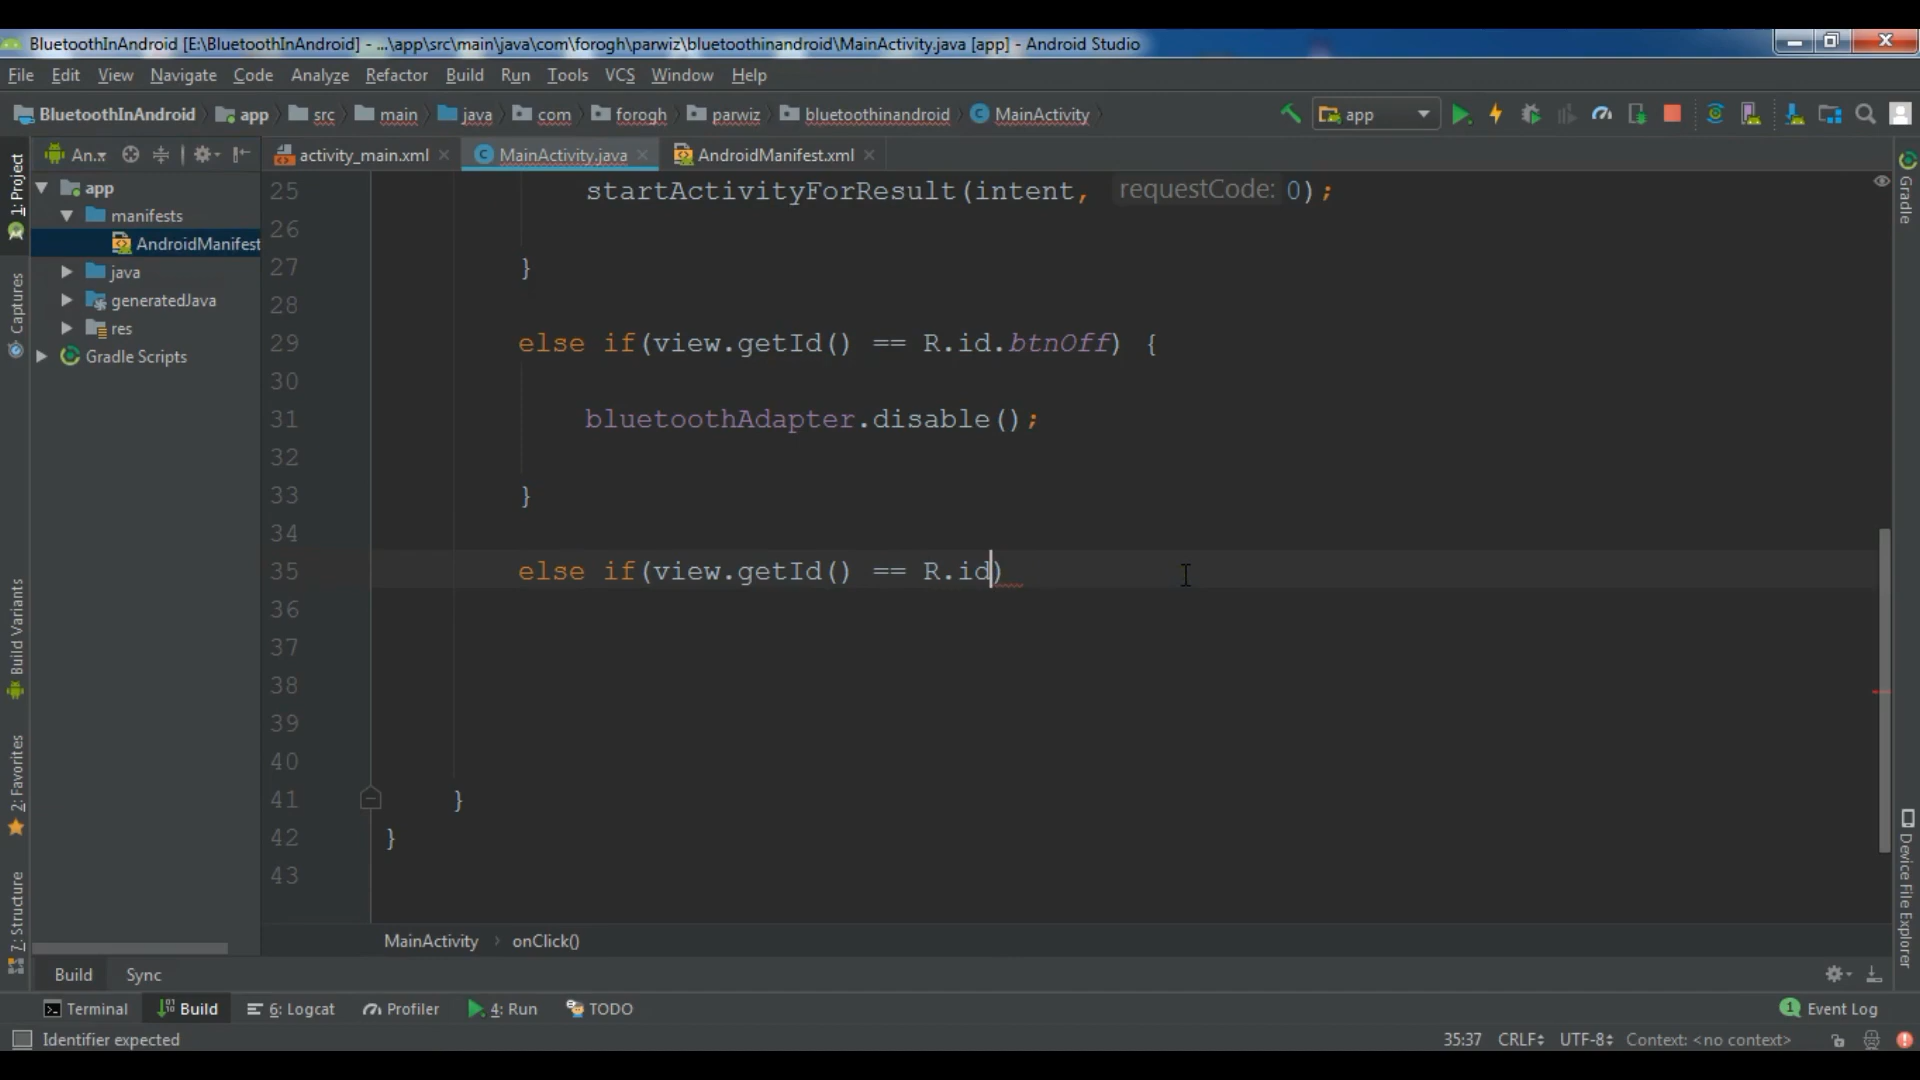 BluetoothInAndroid [E:\BluetoothInAndroid] - ...\app\src\main\java\com\forogh\parwiz\bluetoothinandroid\MainActivity.java [app] - Android Studio
File Edit View Navigate Code Analyze Refactor Build Run Tools VCS Window Help
BluetoothInAndroid app src main java com forogh parwiz bluetoothinandroid MainActivity app
An.. activity_main.xml MainActivity.java AndroidManifest.xml
1: Project
Captures
Build Variants
2: Favorites
7: Structure
app
manifests
AndroidManifest
java
generatedJava
res
Gradle Scripts
25 startActivityForResult(intent, requestCode: 0);
26
27 }
28
29 else if(view.getId() == R.id.btnOff) {
30
31 bluetoothAdapter.disable();
32
33 }
34
35 else if(view.getId() == R.id)
36
37
38
39
40
41 }
42 }
43
Gradle
Device File Explorer
MainActivity › onClick()
Build Sync
Terminal Build 6: Logcat Profiler 4: Run TODO 1 Event Log
Identifier expected 35:37 CRLF UTF-8 Context: <no context>